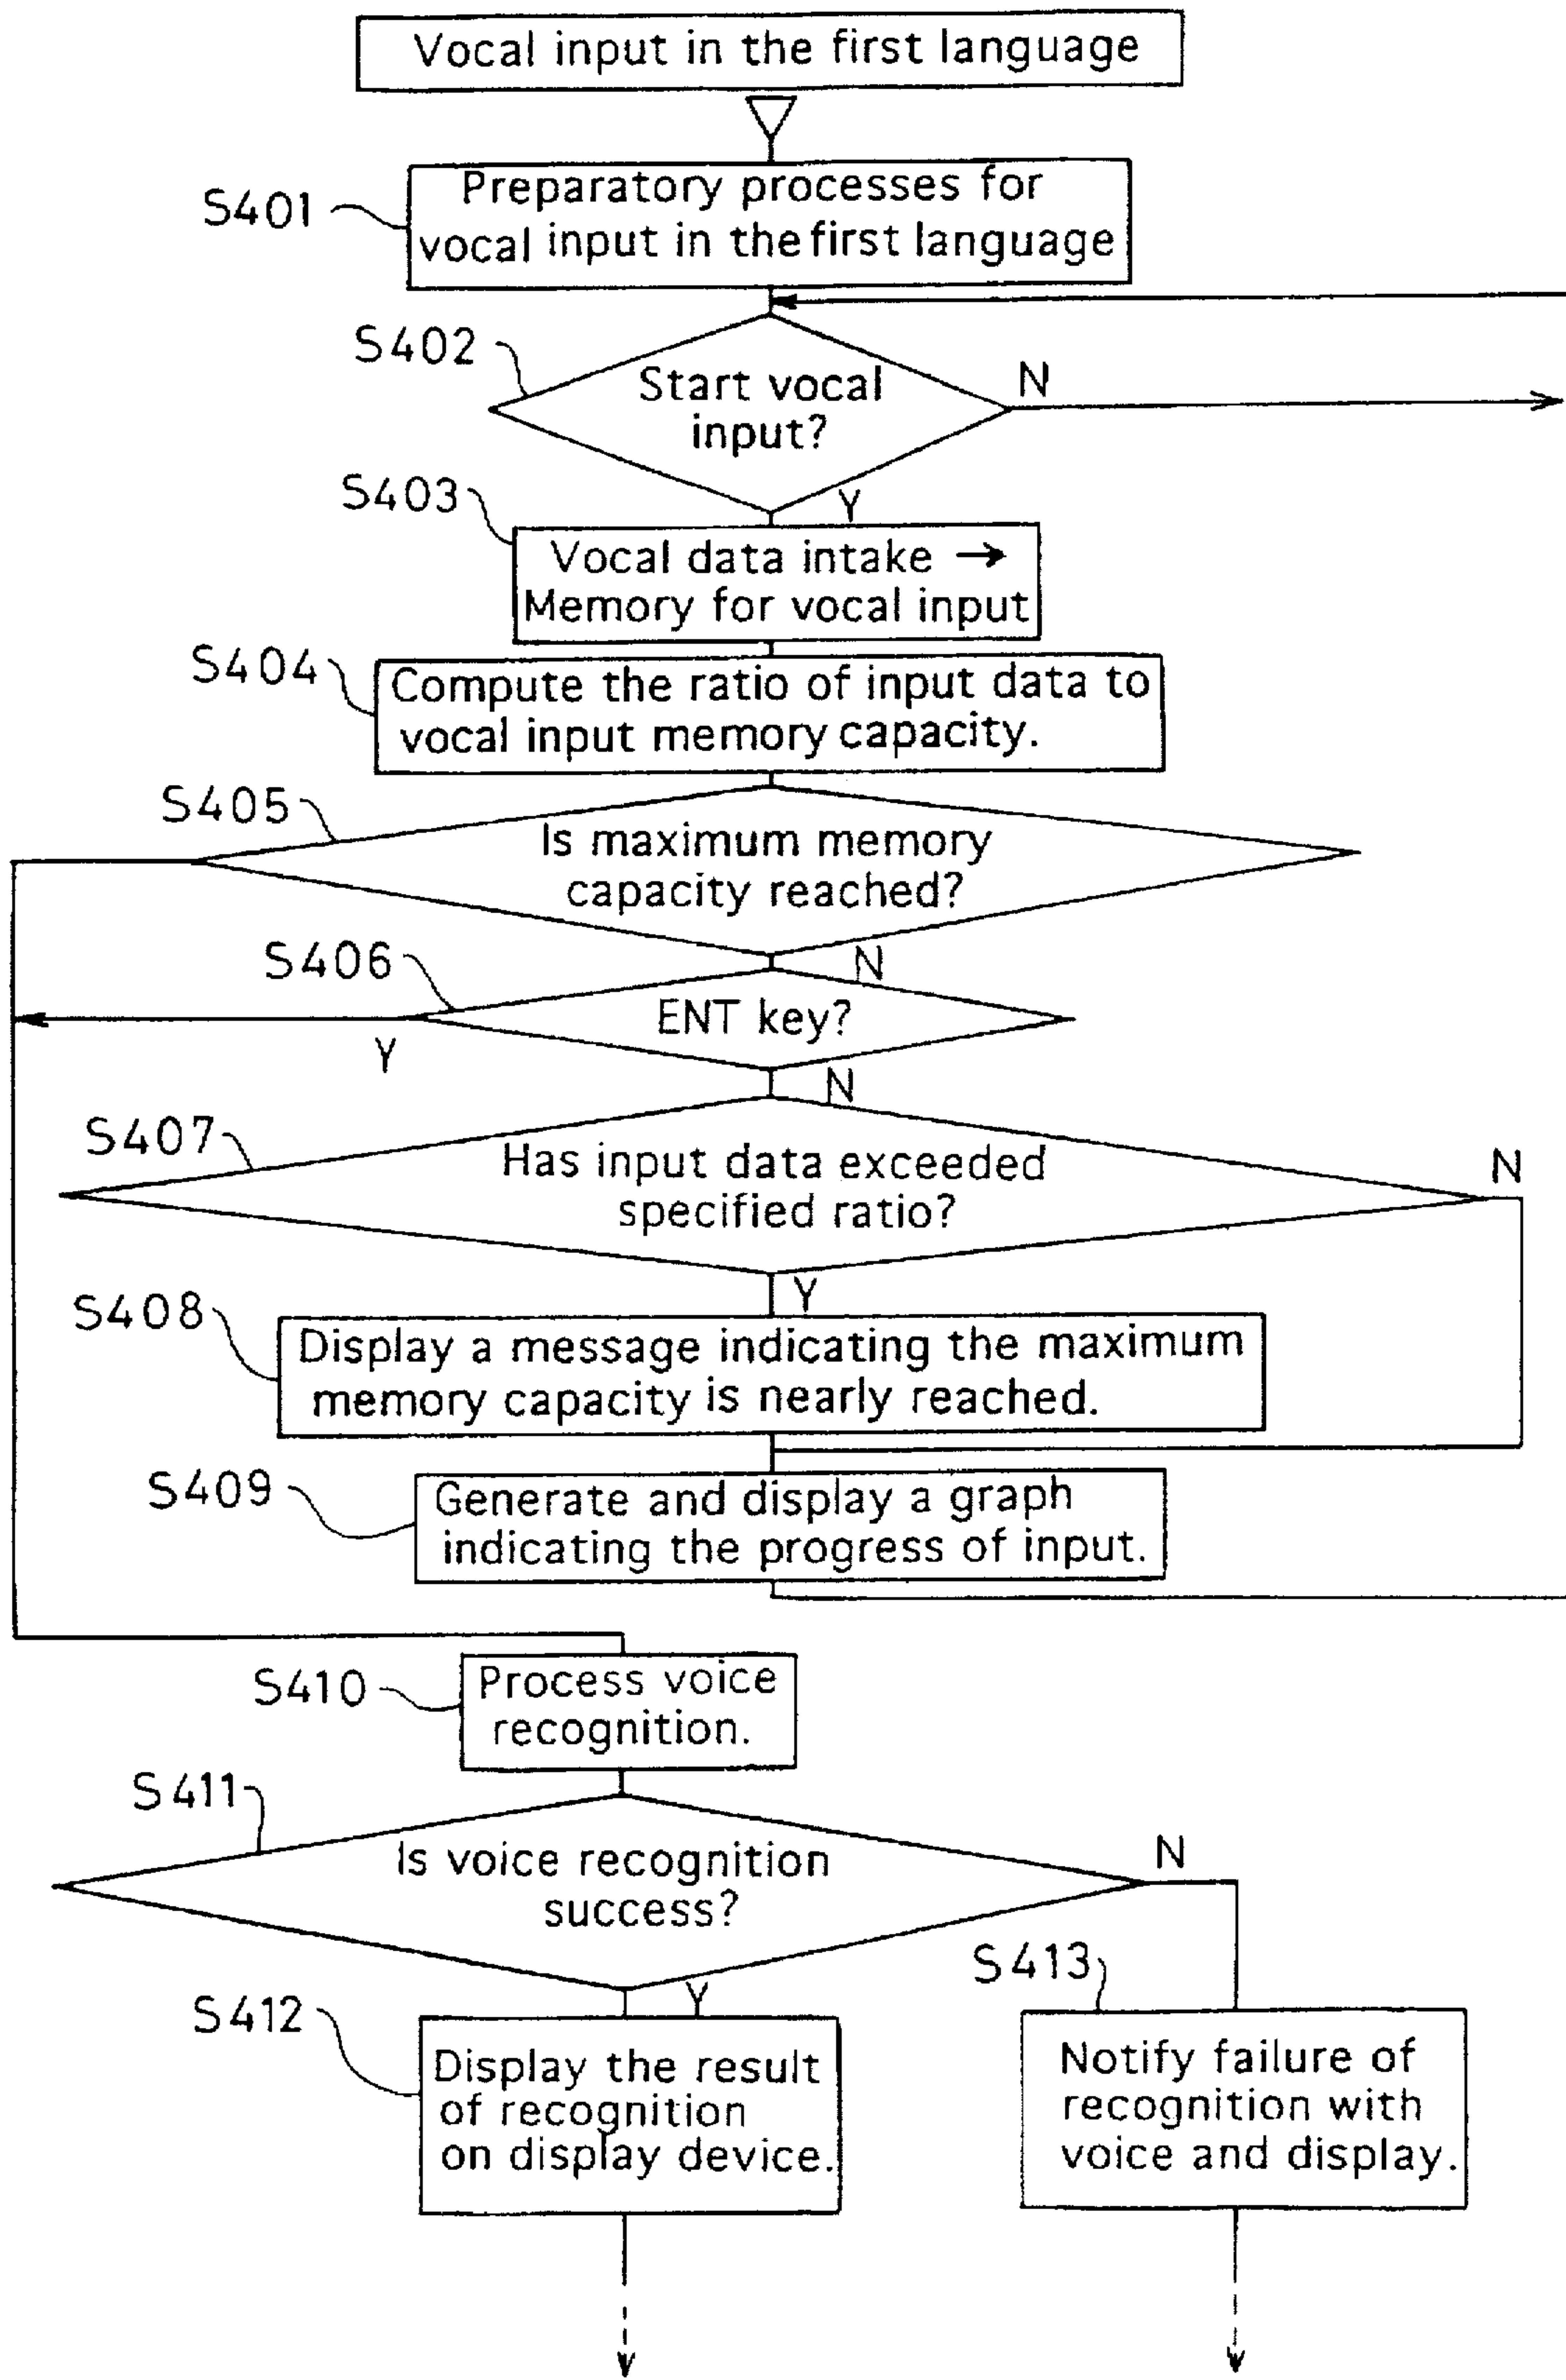 Vocal input in the first language
S401
Preparatory processes for
vocal input in the first language
S402
Start vocal
input?
N
Y
S403
Vocal data intake →
Memory for vocal input
S404
Compute the ratio of input data to
vocal input memory capacity.
S405
Is maximum memory
capacity reached?
N
S406
ENT key?
Y
N
S407
Has input data exceeded
specified ratio?
N
Y
S408
Display a message indicating the maximum
memory capacity is nearly reached.
S409
Generate and display a graph
indicating the progress of input.
S410
Process voice
recognition.
S411
Is voice recognition
success?
N
Y
S412
Display the result
of recognition
on display device.
S413
Notify failure of
recognition with
voice and display.